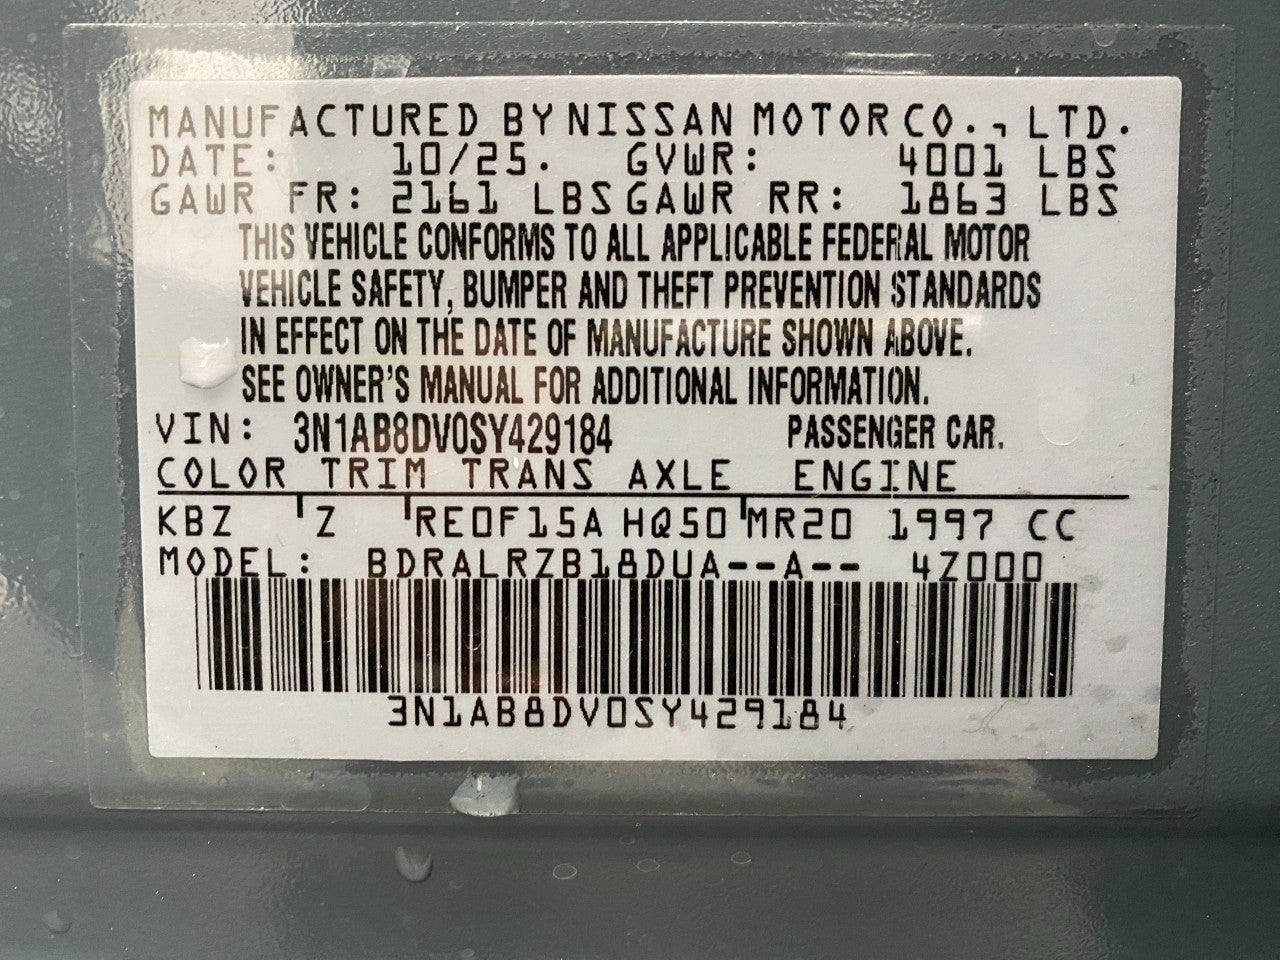 MANUFACTURED BY NISSAN MOTOR CO., LTD.
DATE: 10/25. GVWR: 4001 LBS
GAWR FR: 2161 LBS GAWR RR: 1863 LBS
THIS VEHICLE CONFORMS TO ALL APPLICABLE FEDERAL MOTOR
VEHICLE SAFETY, BUMPER AND THEFT PREVENTION STANDARDS
IN EFFECT ON THE DATE OF MANUFACTURE SHOWN ABOVE.
SEE OWNER'S MANUAL FOR ADDITIONAL INFORMATION.
VIN: 3N1AB8DV0SY429184 PASSENGER CAR.
COLOR TRIM TRANS AXLE ENGINE
KBZ Z RE0F15A HQ50 MR20 1997 CC
MODEL: BDRALRZB18DUA--A-- 4Z000
3N1AB8DV0SY429184